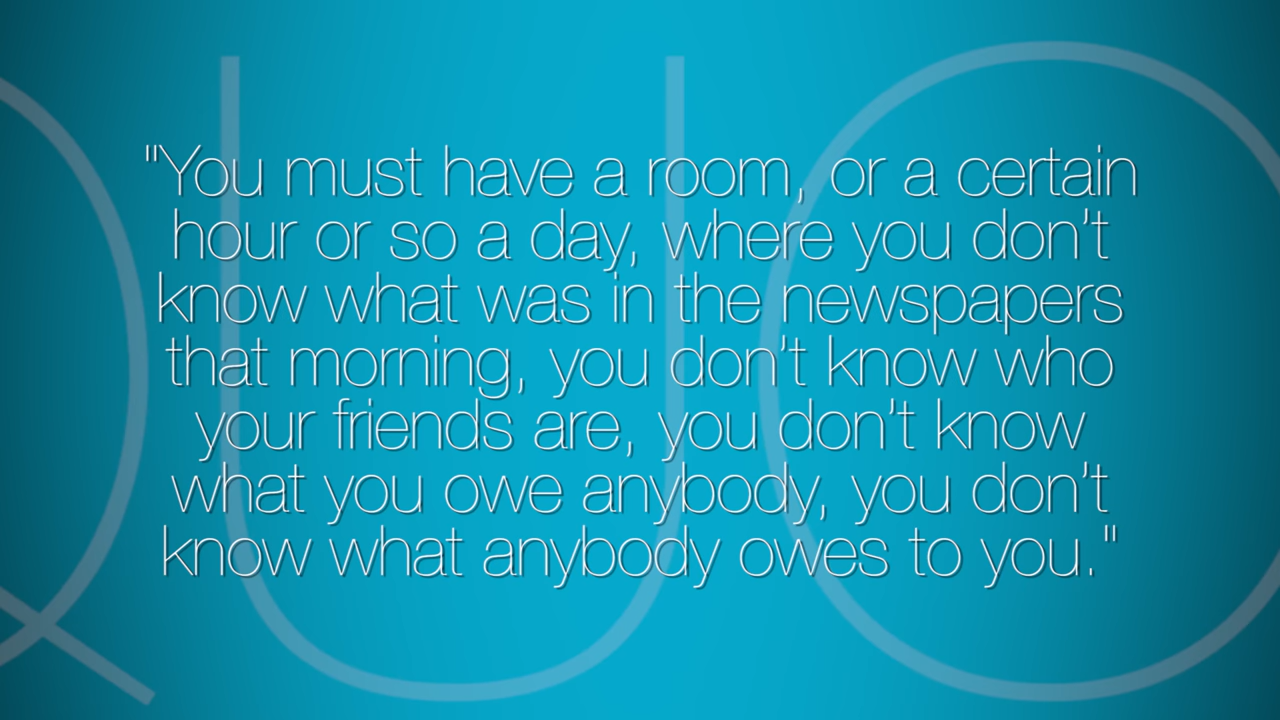 "You must have a room, or a certain
hour or so a day, where you don't
know what was in the newspapers
that morning, you don't know who
your friends are, you don't know
what you owe anybody, you don't
know what anybody owes to you."
QUO